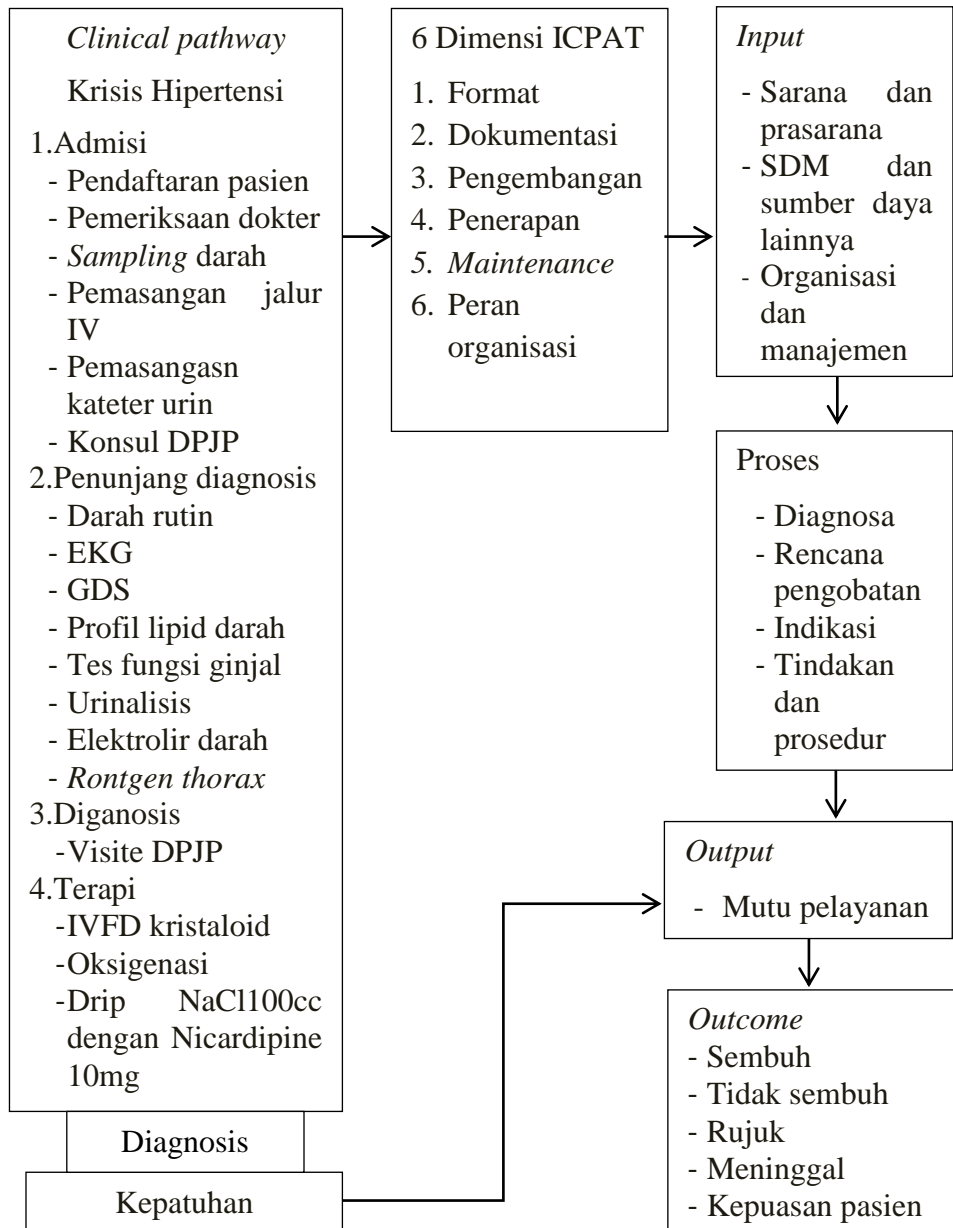 Clinical pathway
Krisis Hipertensi
1.Admisi
- Pendaftaran pasien
- Pemeriksaan dokter
- Sampling darah
- Pemasangan jalur
IV
- Pemasangasn
kateter urin
- Konsul DPJP
2.Penunjang diagnosis
- Darah rutin
- EKG
- GDS
- Profil lipid darah
- Tes fungsi ginjal
- Urinalisis
- Elektrolir darah
- Rontgen thorax
3.Diganosis
-Visite DPJP
4.Terapi
-IVFD kristaloid
-Oksigenasi
-Drip NaCl100cc
dengan Nicardipine
10mg
Diagnosis
Kepatuhan
6 Dimensi ICPAT
1. Format
2. Dokumentasi
3. Pengembangan
4. Penerapan
5. Maintenance
6. Peran
organisasi
Input
- Sarana dan
prasarana
- SDM dan
sumber daya
lainnya
- Organisasi
dan
manajemen
Proses
- Diagnosa
- Rencana
pengobatan
- Indikasi
- Tindakan
dan
prosedur
Output
- Mutu pelayanan
Outcome
- Sembuh
- Tidak sembuh
- Rujuk
- Meninggal
- Kepuasan pasien